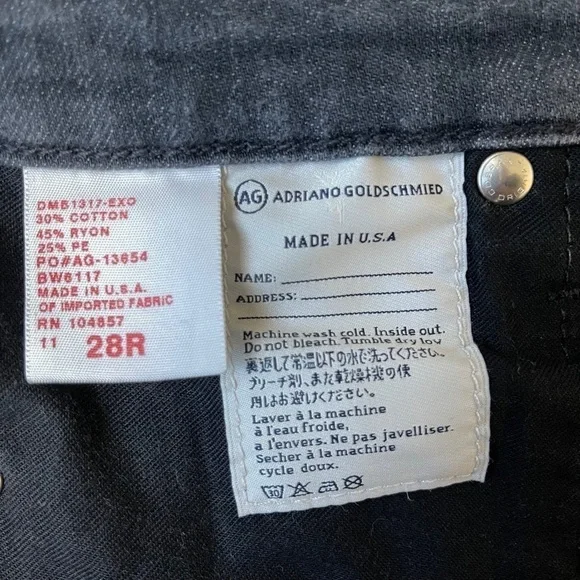 DMB1317-EXO
30% COTTON
45% RYON
25% PE
PO#AG-13654
BW6117
MADE IN U.S.A.
OF IMPORTED FABRIC
RN 104857
11 28R
AG ADRIANO GOLDSCHMIED
MADE IN U.S.A
NAME:
ADDRESS:
Machine wash cold. Inside out.
Do not bleach. Tumble dry low
裏返して常温以下の水で洗ってください。
ブリーチ剤、また乾燥機の使
用しはお避しください。
Laver à la machine
à l'eau froide,
a l'envers. Ne pas javelliser.
Secher à la machine
cycle doux.
30